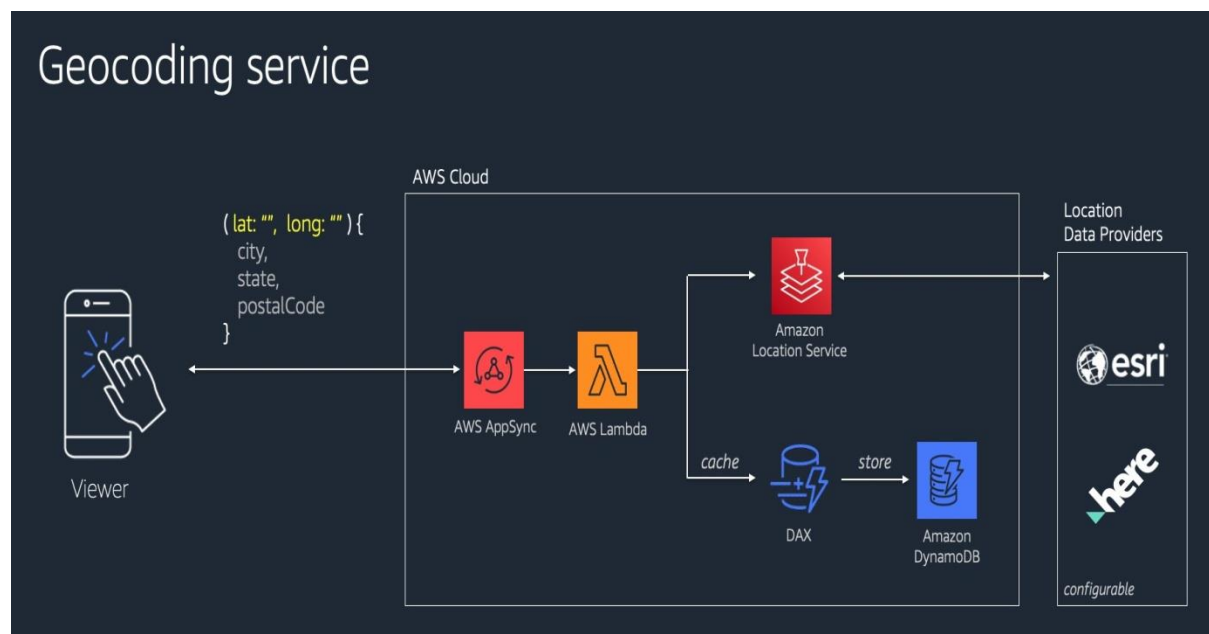 Geocoding service
AWS Cloud
( lat: “”, long: “” ) {
city,
state,
postalCode
}
Viewer
AWS AppSync
AWS Lambda
Amazon
Location Service
cache
DAX
store
Amazon
DynamoDB
Location
Data Providers
esri
here
configurable